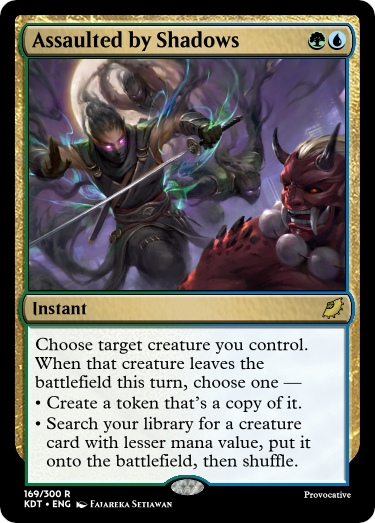 Assaulted by Shadows
Instant
Choose target creature you control.
When that creature leaves the
battlefield this turn, choose one —
• Create a token that's a copy of it.
• Search your library for a creature
card with lesser mana value, put it
onto the battlefield, then shuffle.
169/300 R
KDT • ENG Fajareka Setiawan
Provocative